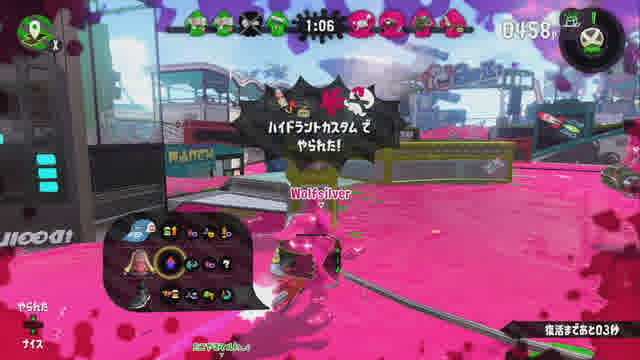 1:06
0458p
ハイドラントカスタム で
やられた!
Wolfsilver
やられた
ナイス
復活まであと03秒